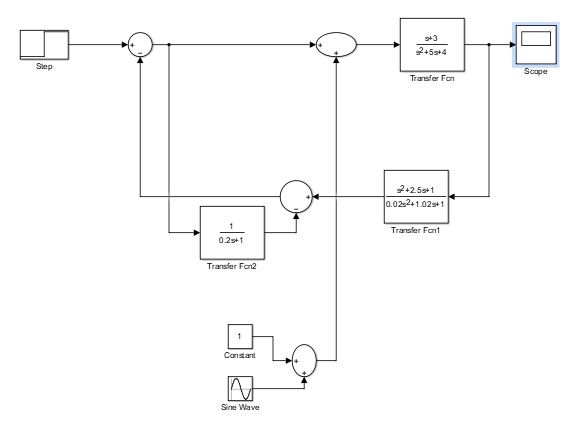 Step
+
−
+
+
s+3
s²+5s+4
Transfer Fcn
Scope
+
−
s²+2.5s+1
0.02s²+1.02s+1
Transfer Fcn1
1
0.2s+1
Transfer Fcn2
1
Constant
+
+
Sine Wave